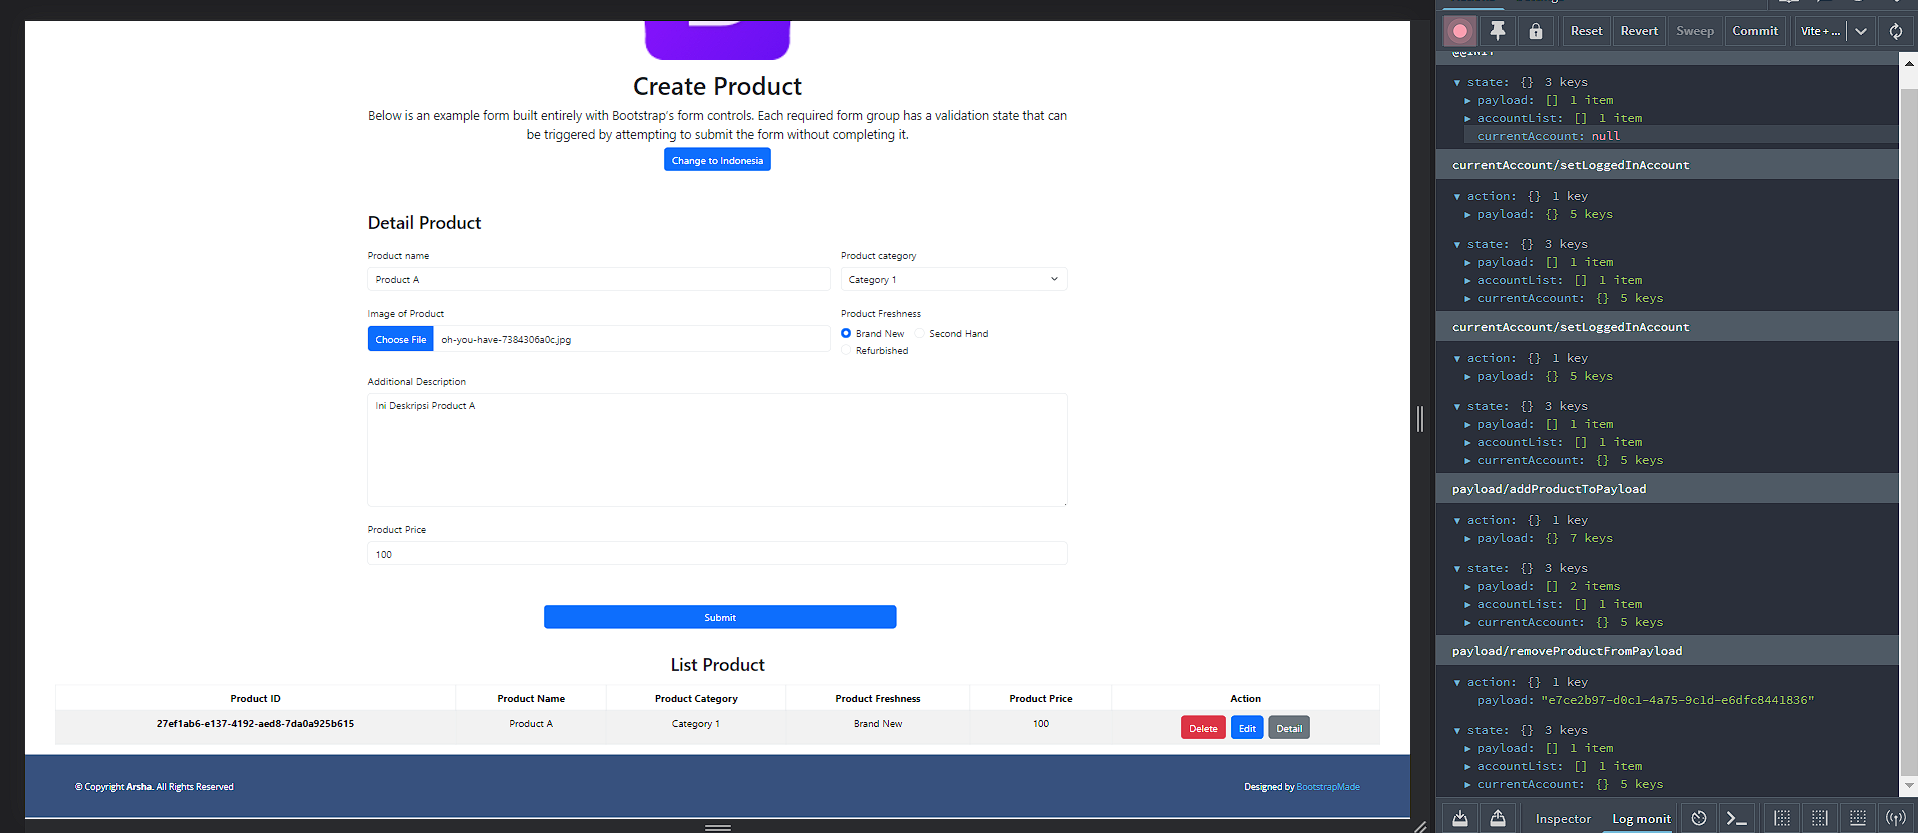 Create Product
Below is an example form built entirely with Bootstrap's form controls. Each required form group has a validation state that can
be triggered by attempting to submit the form without completing it.
Change to Indonesia
Detail Product
Product name
Product category
Product A
Category 1
Image of Product
Product Freshness
Choose File oh-you-have-7384306a0c.jpg
Brand New Second Hand
Refurbished
Additional Description
Ini Deskripsi Product A
Product Price
100
Submit
List Product
Product ID Product Name Product Category Product Freshness Product Price Action
27ef1ab6-e137-4192-aed8-7da0a925b615 Product A Category 1 Brand New 100 Delete Edit Detail
© Copyright Arsha. All Rights Reserved
Designed by BootstrapMade
Reset Revert Sweep Commit Vite + ...
@@INIT
state: {} 3 keys
payload: [] 1 item
accountList: [] 1 item
currentAccount: null
currentAccount/setLoggedInAccount
action: {} 1 key
payload: {} 5 keys
state: {} 3 keys
payload: [] 1 item
accountList: [] 1 item
currentAccount: {} 5 keys
currentAccount/setLoggedInAccount
action: {} 1 key
payload: {} 5 keys
state: {} 3 keys
payload: [] 1 item
accountList: [] 1 item
currentAccount: {} 5 keys
payload/addProductToPayload
action: {} 1 key
payload: {} 7 keys
state: {} 3 keys
payload: [] 2 items
accountList: [] 1 item
currentAccount: {} 5 keys
payload/removeProductFromPayload
action: {} 1 key
payload: "e7ce2b97-d0c1-4a75-9c1d-e6dfc8441836"
state: {} 3 keys
payload: [] 1 item
accountList: [] 1 item
currentAccount: {} 5 keys
Inspector Log monit